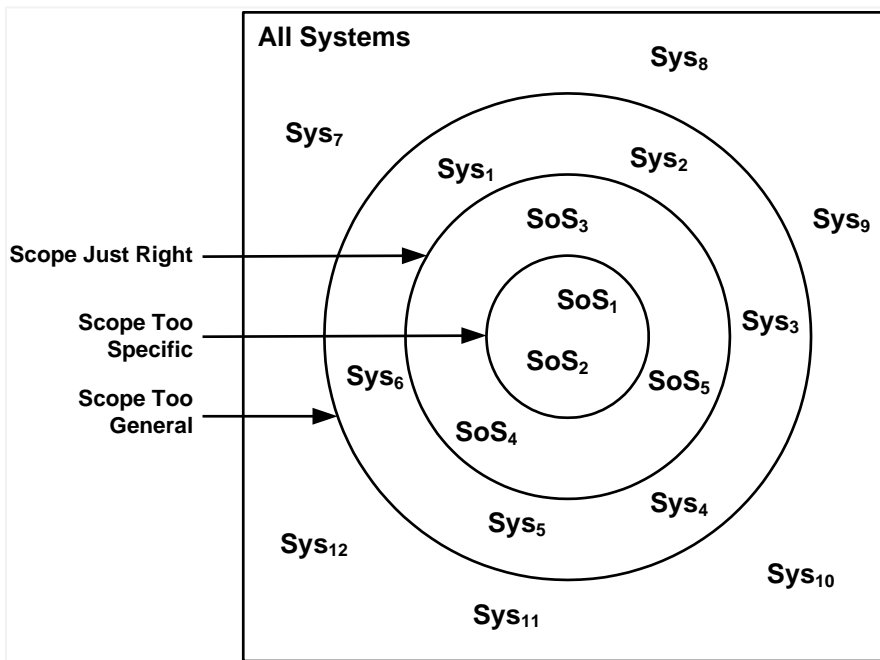 All Systems
Sys₈
Sys₇
Sys₂
Sys₁
SoS₃
Sys₉
Scope Just Right
SoS₁
Scope Too
Specific
Sys₃
SoS₂
Sys₆
SoS₅
Scope Too
General
SoS₄
Sys₄
Sys₅
Sys₁₂
Sys₁₀
Sys₁₁